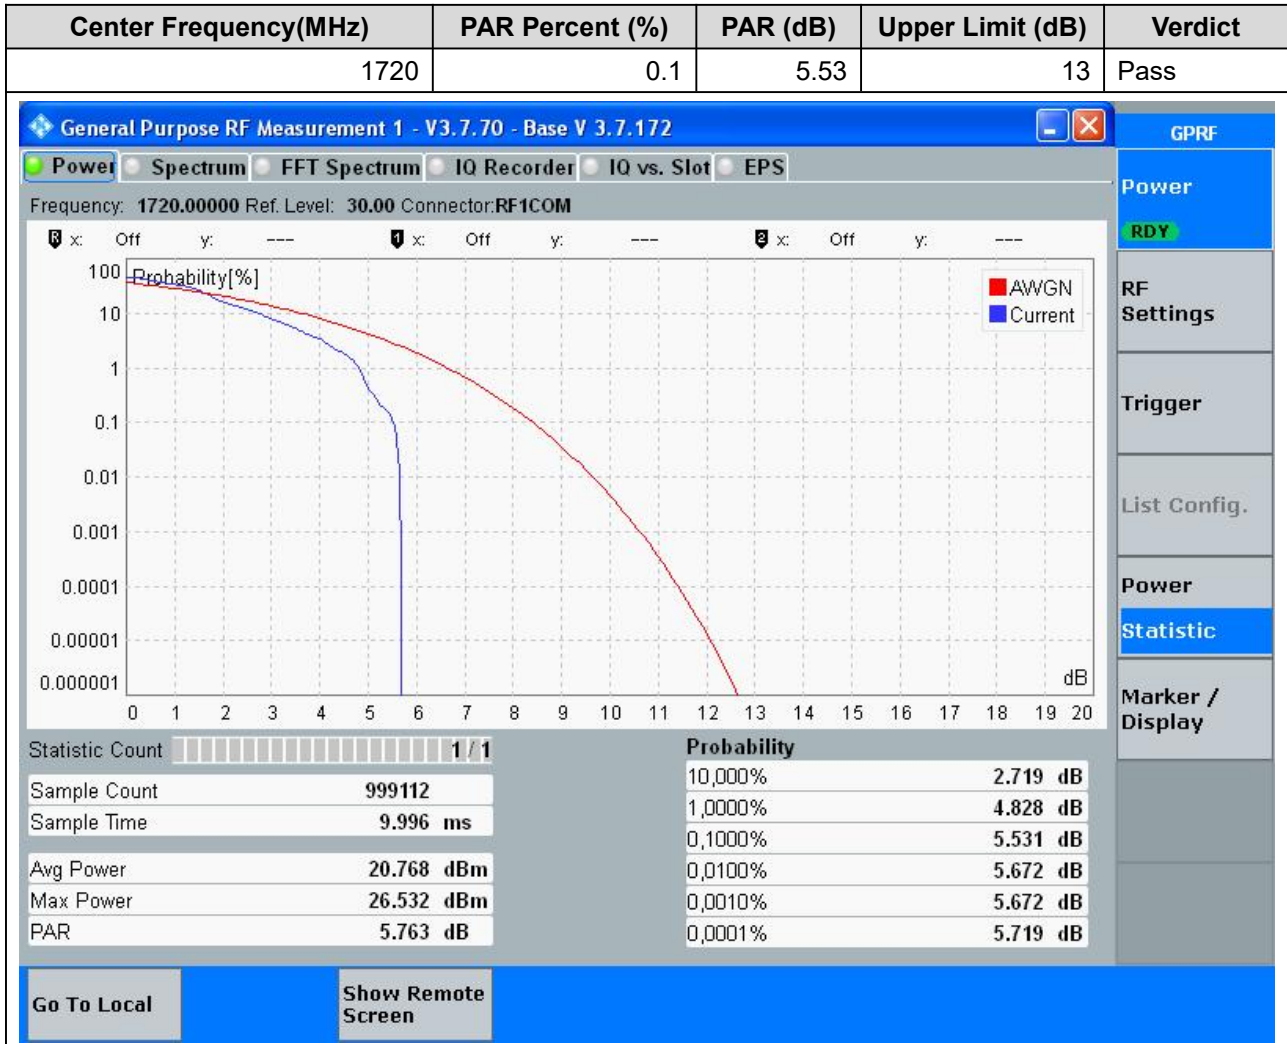 Center Frequency(MHz) PAR Percent (%) PAR (dB) Upper Limit (dB) Verdict
1720 0.1 5.53 13 Pass
General Purpose RF Measurement 1 - V3.7.70 - Base V 3.7.172
GPRF
Power Spectrum FFT Spectrum IQ Recorder IQ vs. Slot EPS
Power
RDY
Frequency: 1720.00000 Ref. Level: 30.00 Connector:RF1COM
R x: Off y: --- 1 x: Off y: --- 2 x: Off y: ---
Probability[%]
AWGN
Current
100
10
1
0.1
0.01
0.001
0.0001
0.00001
0.000001
dB
0 1 2 3 4 5 6 7 8 9 10 11 12 13 14 15 16 17 18 19 20
RF
Settings
Trigger
List Config.
Power
Statistic
Marker /
Display
Statistic Count 1 / 1
Sample Count 999112
Sample Time 9.996 ms
Avg Power 20.768 dBm
Max Power 26.532 dBm
PAR 5.763 dB
Probability
10,000% 2.719 dB
1,0000% 4.828 dB
0,1000% 5.531 dB
0,0100% 5.672 dB
0,0010% 5.672 dB
0,0001% 5.719 dB
Go To Local
Show Remote
Screen